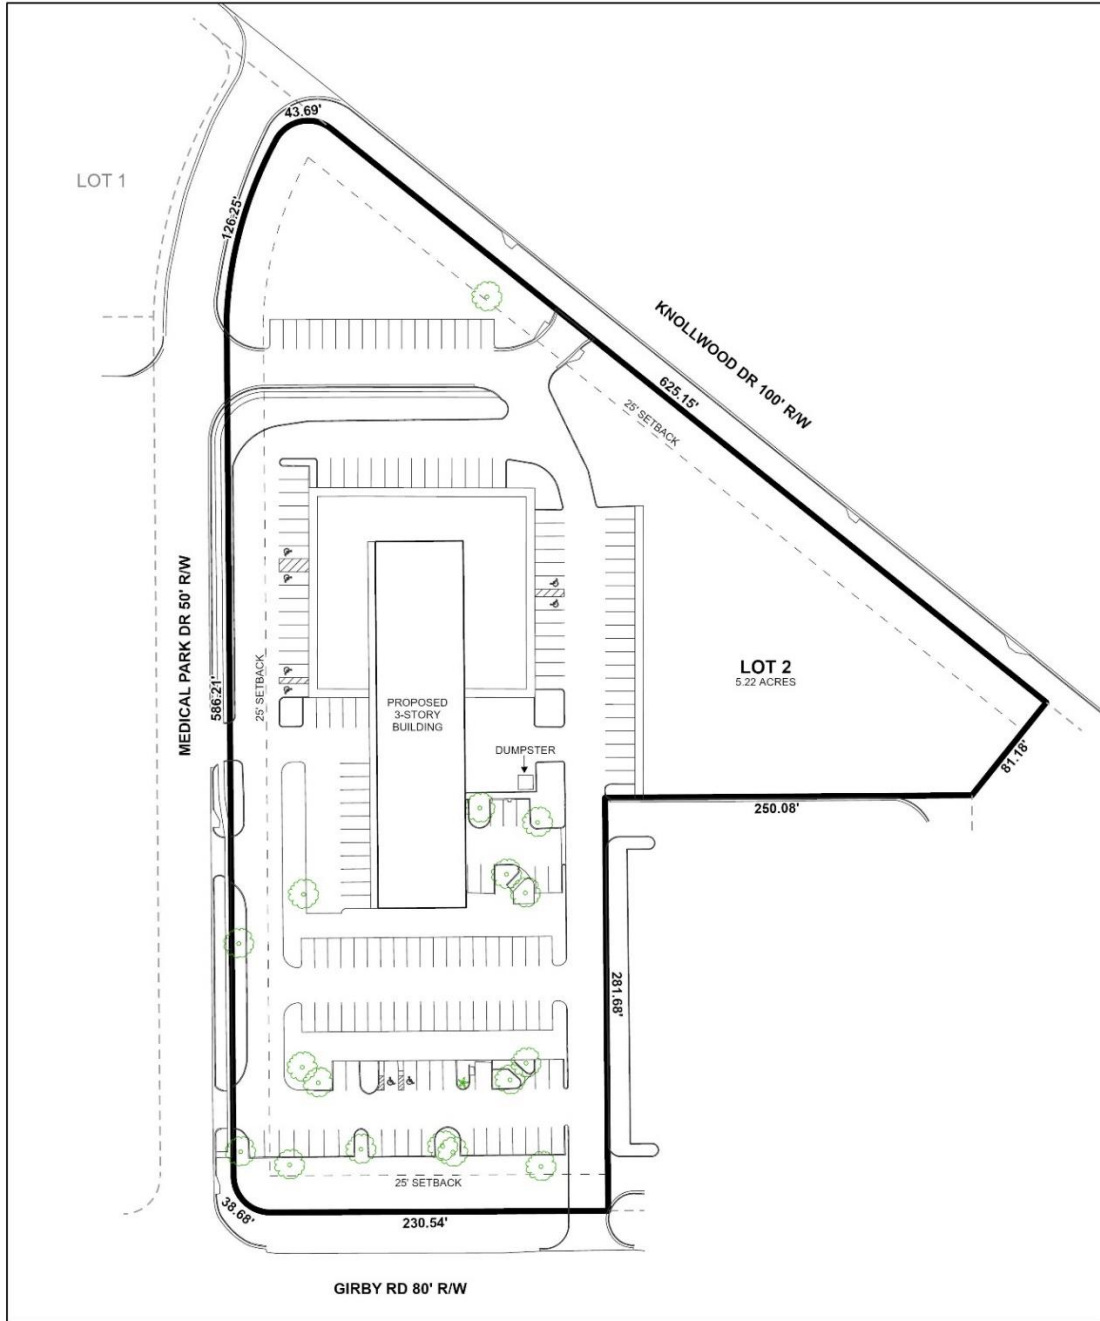 43.69'
LOT 1
126.25'
KNOLLWOOD DR 100' R/W
625.15'
25' SETBACK
MEDICAL PARK DR 50' R/W
586.21'
25' SETBACK
LOT 2
5.22 ACRES
PROPOSED
3-STORY
BUILDING
DUMPSTER
81.18'
250.08'
281.68'
25' SETBACK
38.68'
230.54'
GIRBY RD 80' R/W